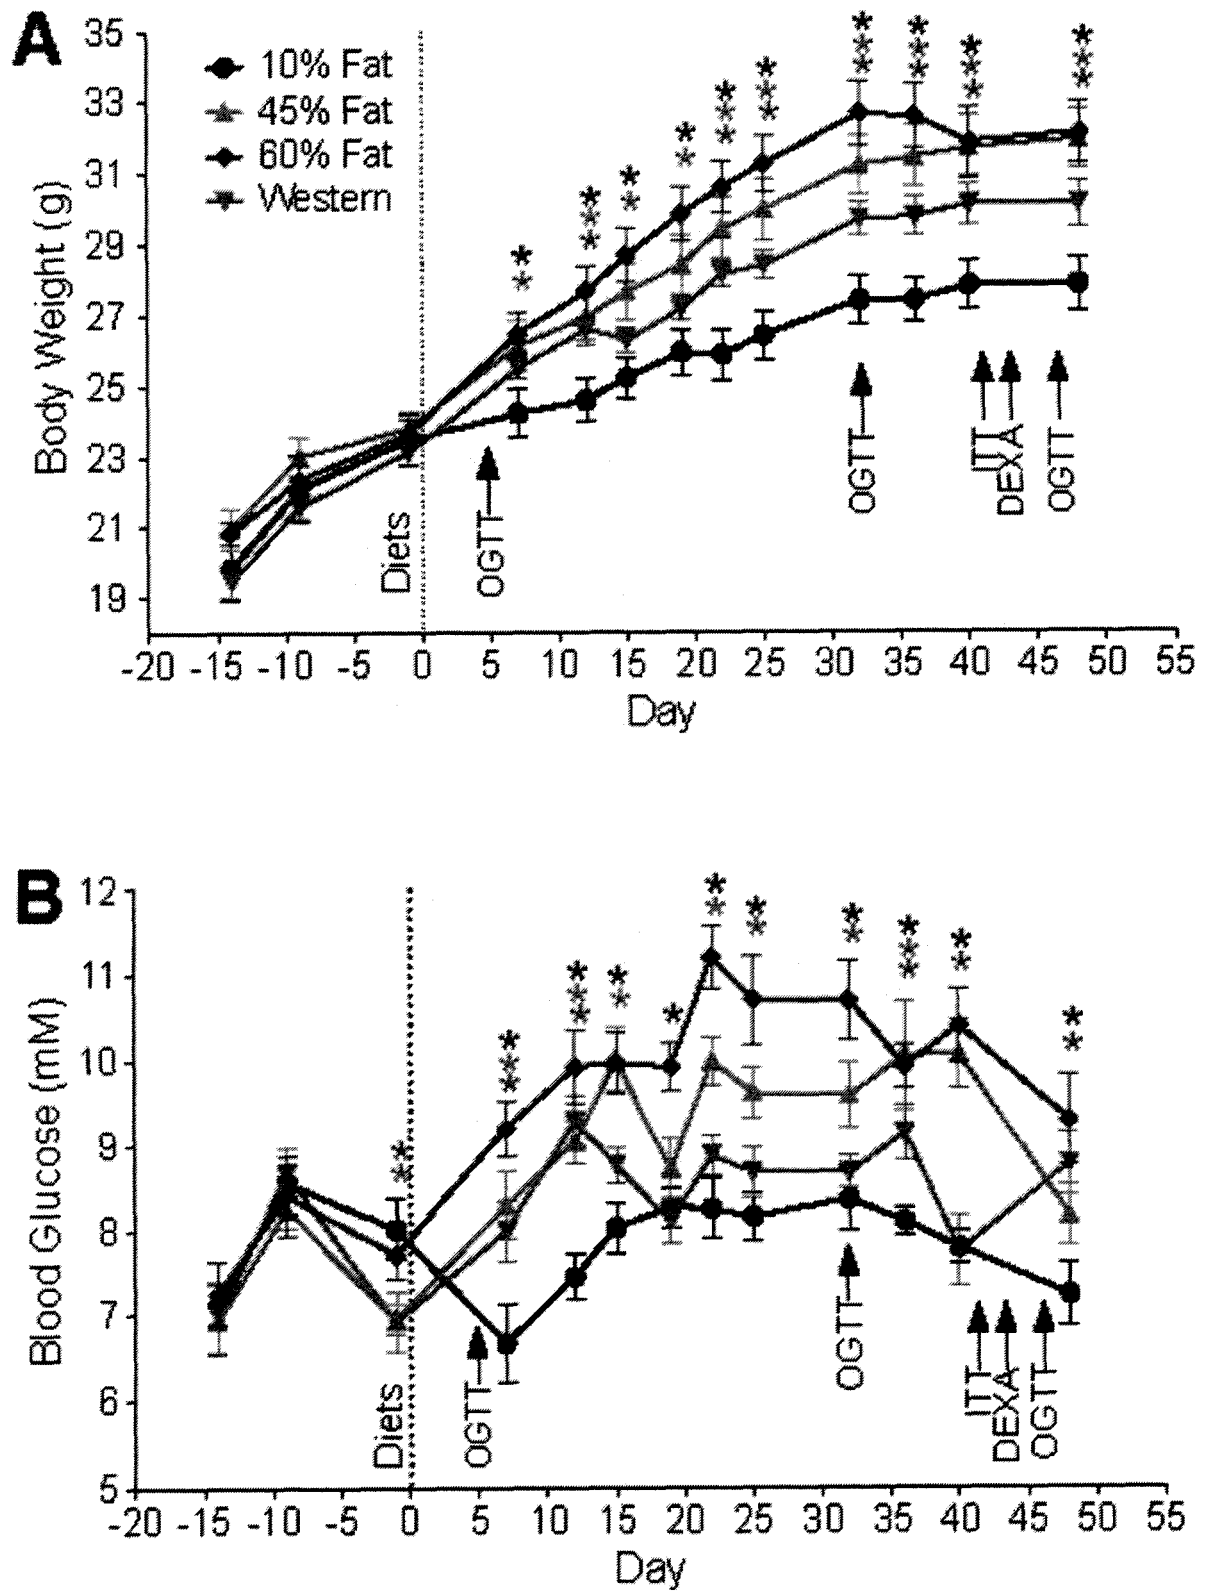 A
35
33
31
29
27
25
23
21
19
Body Weight (g)
10% Fat
45% Fat
60% Fat
Western
* * * * * * * * * *
* * * * * * * * * *
* * * * * * *
Diets
OGTT
OGTT
ITT
DEXA
OGTT
-20 -15 -10 -5 0 5 10 15 20 25 30 35 40 45 50 55
Day
B
12
11
10
9
8
7
6
5
Blood Glucose (mM)
* * * * * * * * * * *
* * * * * * * * * *
* * *
Diets
OGTT
OGTT
ITT
DEXA
OGTT
-20 -15 -10 -5 0 5 10 15 20 25 30 35 40 45 50 55
Day